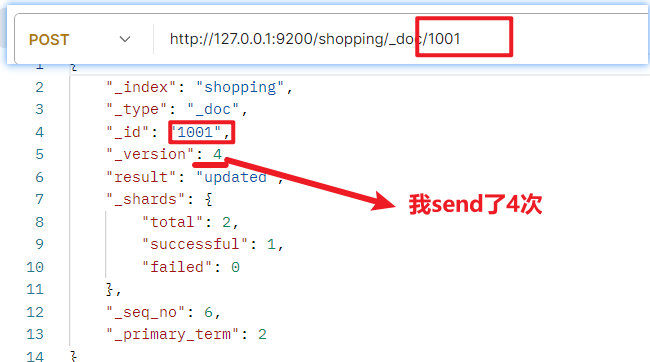 POST http://127.0.0.1:9200/shopping/_doc/1001
1 {
2 "_index": "shopping",
3 "_type": "_doc",
4 "_id": "1001",
5 "_version": 4,
6 "result": "updated",
7 "_shards": {
8 "total": 2,
9 "successful": 1,
10 "failed": 0
11 },
12 "_seq_no": 6,
13 "_primary_term": 2
14 }
我send了4次